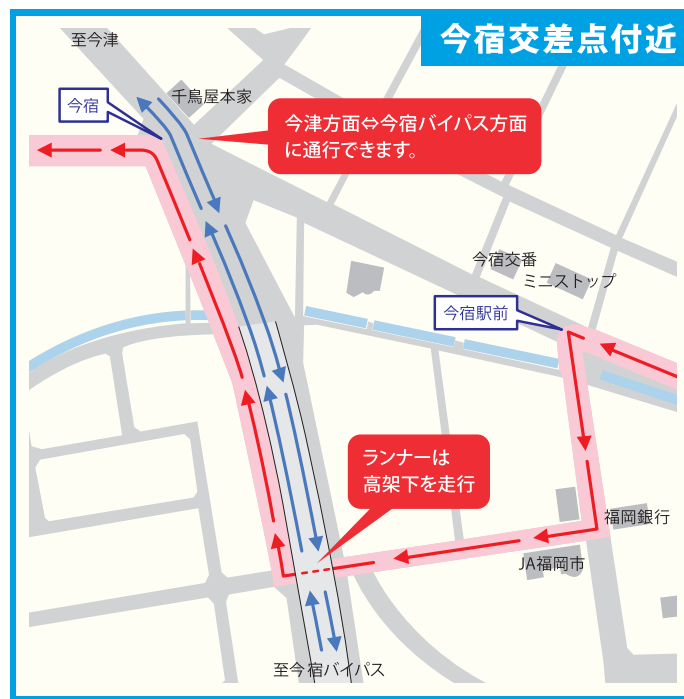 今宿交差点付近
至今津
千鳥屋本家
今宿
今津方面⇔今宿バイパス方面
に通行できます。
今宿交番
ミニストップ
今宿駅前
ランナーは
高架下を走行
福岡銀行
JA福岡市
至今宿バイパス